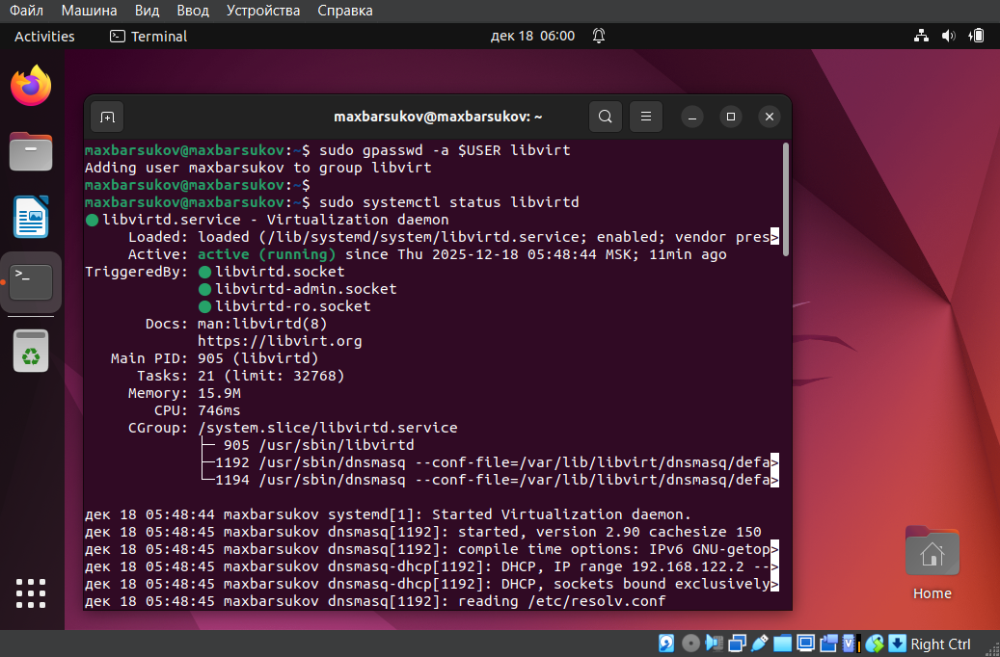 Файл Машина Вид Ввод Устройства Справка
Activities Terminal дек 18 06:00
maxbarsukov@maxbarsukov: ~
maxbarsukov@maxbarsukov:~$ sudo gpasswd -a $USER libvirt
Adding user maxbarsukov to group libvirt
maxbarsukov@maxbarsukov:~$
maxbarsukov@maxbarsukov:~$ sudo systemctl status libvirtd
● libvirtd.service - Virtualization daemon
Loaded: loaded (/lib/systemd/system/libvirtd.service; enabled; vendor pres>
Active: active (running) since Thu 2025-12-18 05:48:44 MSK; 11min ago
TriggeredBy: ● libvirtd.socket
● libvirtd-admin.socket
● libvirtd-ro.socket
Docs: man:libvirtd(8)
https://libvirt.org
Main PID: 905 (libvirtd)
Tasks: 21 (limit: 32768)
Memory: 15.9M
CPU: 746ms
CGroup: /system.slice/libvirtd.service
├─ 905 /usr/sbin/libvirtd
├─1192 /usr/sbin/dnsmasq --conf-file=/var/lib/libvirt/dnsmasq/defa>
└─1194 /usr/sbin/dnsmasq --conf-file=/var/lib/libvirt/dnsmasq/defa>
дек 18 05:48:44 maxbarsukov systemd[1]: Started Virtualization daemon.
дек 18 05:48:45 maxbarsukov dnsmasq[1192]: started, version 2.90 cachesize 150
дек 18 05:48:45 maxbarsukov dnsmasq[1192]: compile time options: IPv6 GNU-getop>
дек 18 05:48:45 maxbarsukov dnsmasq-dhcp[1192]: DHCP, IP range 192.168.122.2 -->
дек 18 05:48:45 maxbarsukov dnsmasq-dhcp[1192]: DHCP, sockets bound exclusively>
дек 18 05:48:45 maxbarsukov dnsmasq[1192]: reading /etc/resolv.conf
Home
Right Ctrl